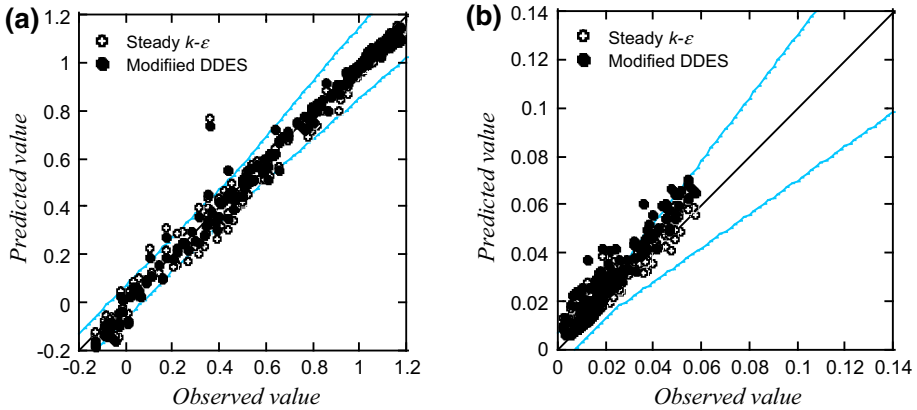 (a)
1.2
1
0.8
0.6
0.4
0.2
0
-0.2
Predicted value
Steady k-ε
Modifiied DDES
-0.2 0 0.2 0.4 0.6 0.8 1 1.2
Observed value
(b)
0.14
0.12
0.1
0.08
0.06
0.04
0.02
0
Predicted value
Steady k-ε
Modified DDES
0 0.02 0.04 0.06 0.08 0.1 0.12 0.14
Observed value